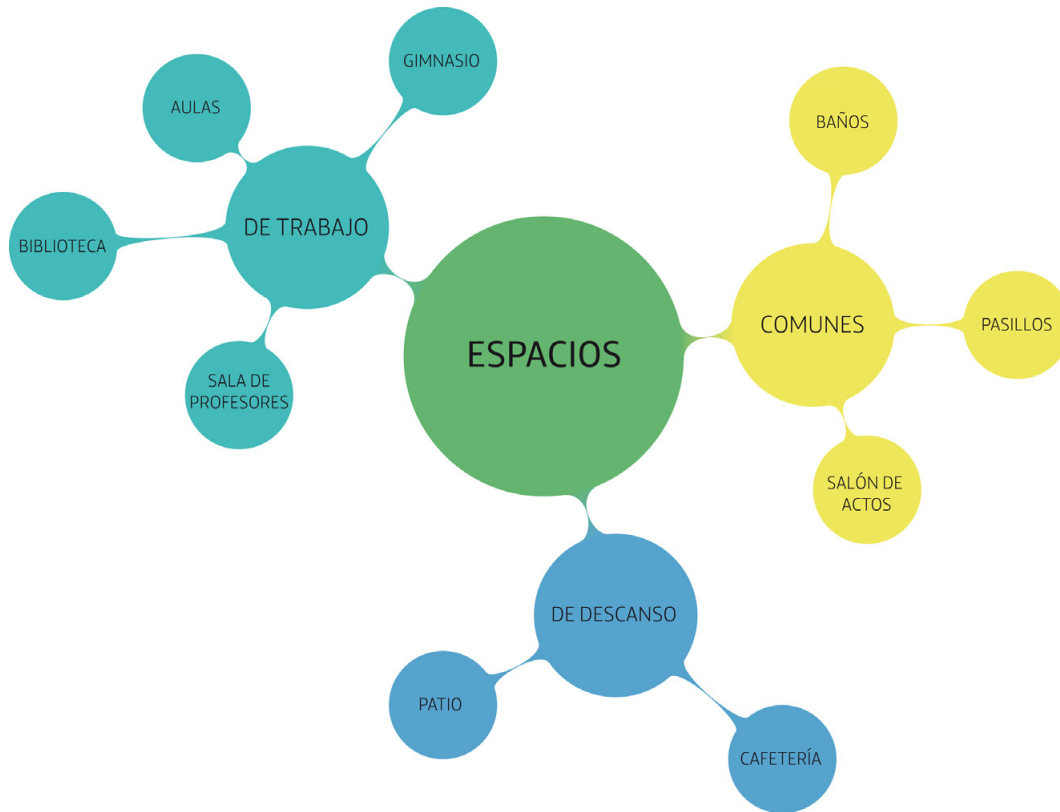 ESPACIOS
DE TRABAJO
GIMNASIO
AULAS
BIBLIOTECA
SALA DE
PROFESORES
COMUNES
BAÑOS
PASILLOS
SALÓN DE
ACTOS
DE DESCANSO
PATIO
CAFETERÍA